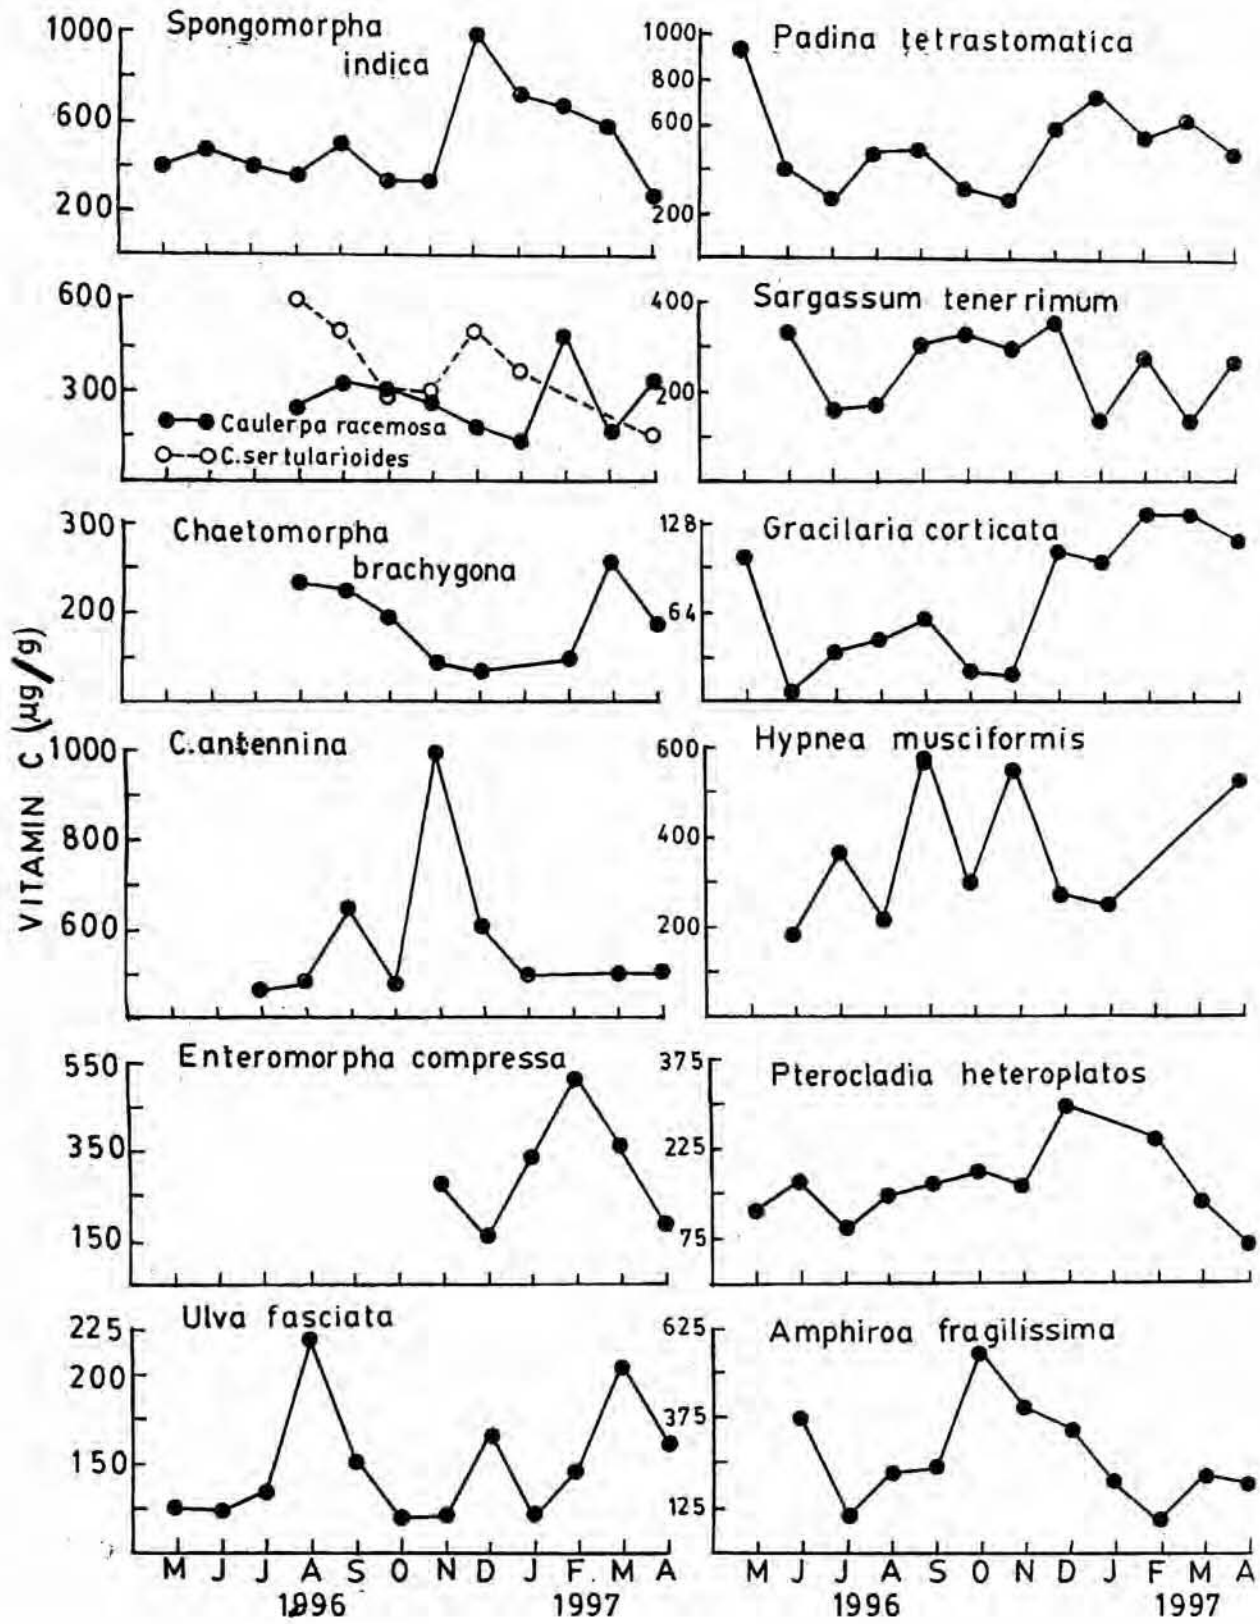 VITAMIN C (μg/g)
Spongomorpha
indica
1000
600
200
600
300
Caulerpa racemosa
C.sertularioides
Chaetomorpha
brachygona
300
200
C.antennina
1000
800
600
Enteromorpha compressa
550
350
150
Ulva fasciata
225
200
150
M J J A S O N D J F M A
1996 1997
Padina tetrastomatica
1000
800
600
200
Sargassum tenerrimum
400
200
Gracilaria corticata
128
64
Hypnea musciformis
600
400
200
Pterocladia heteroplatos
375
225
75
Amphiroa fragilissima
625
375
125
M J J A S O N D J F M A
1996 1997